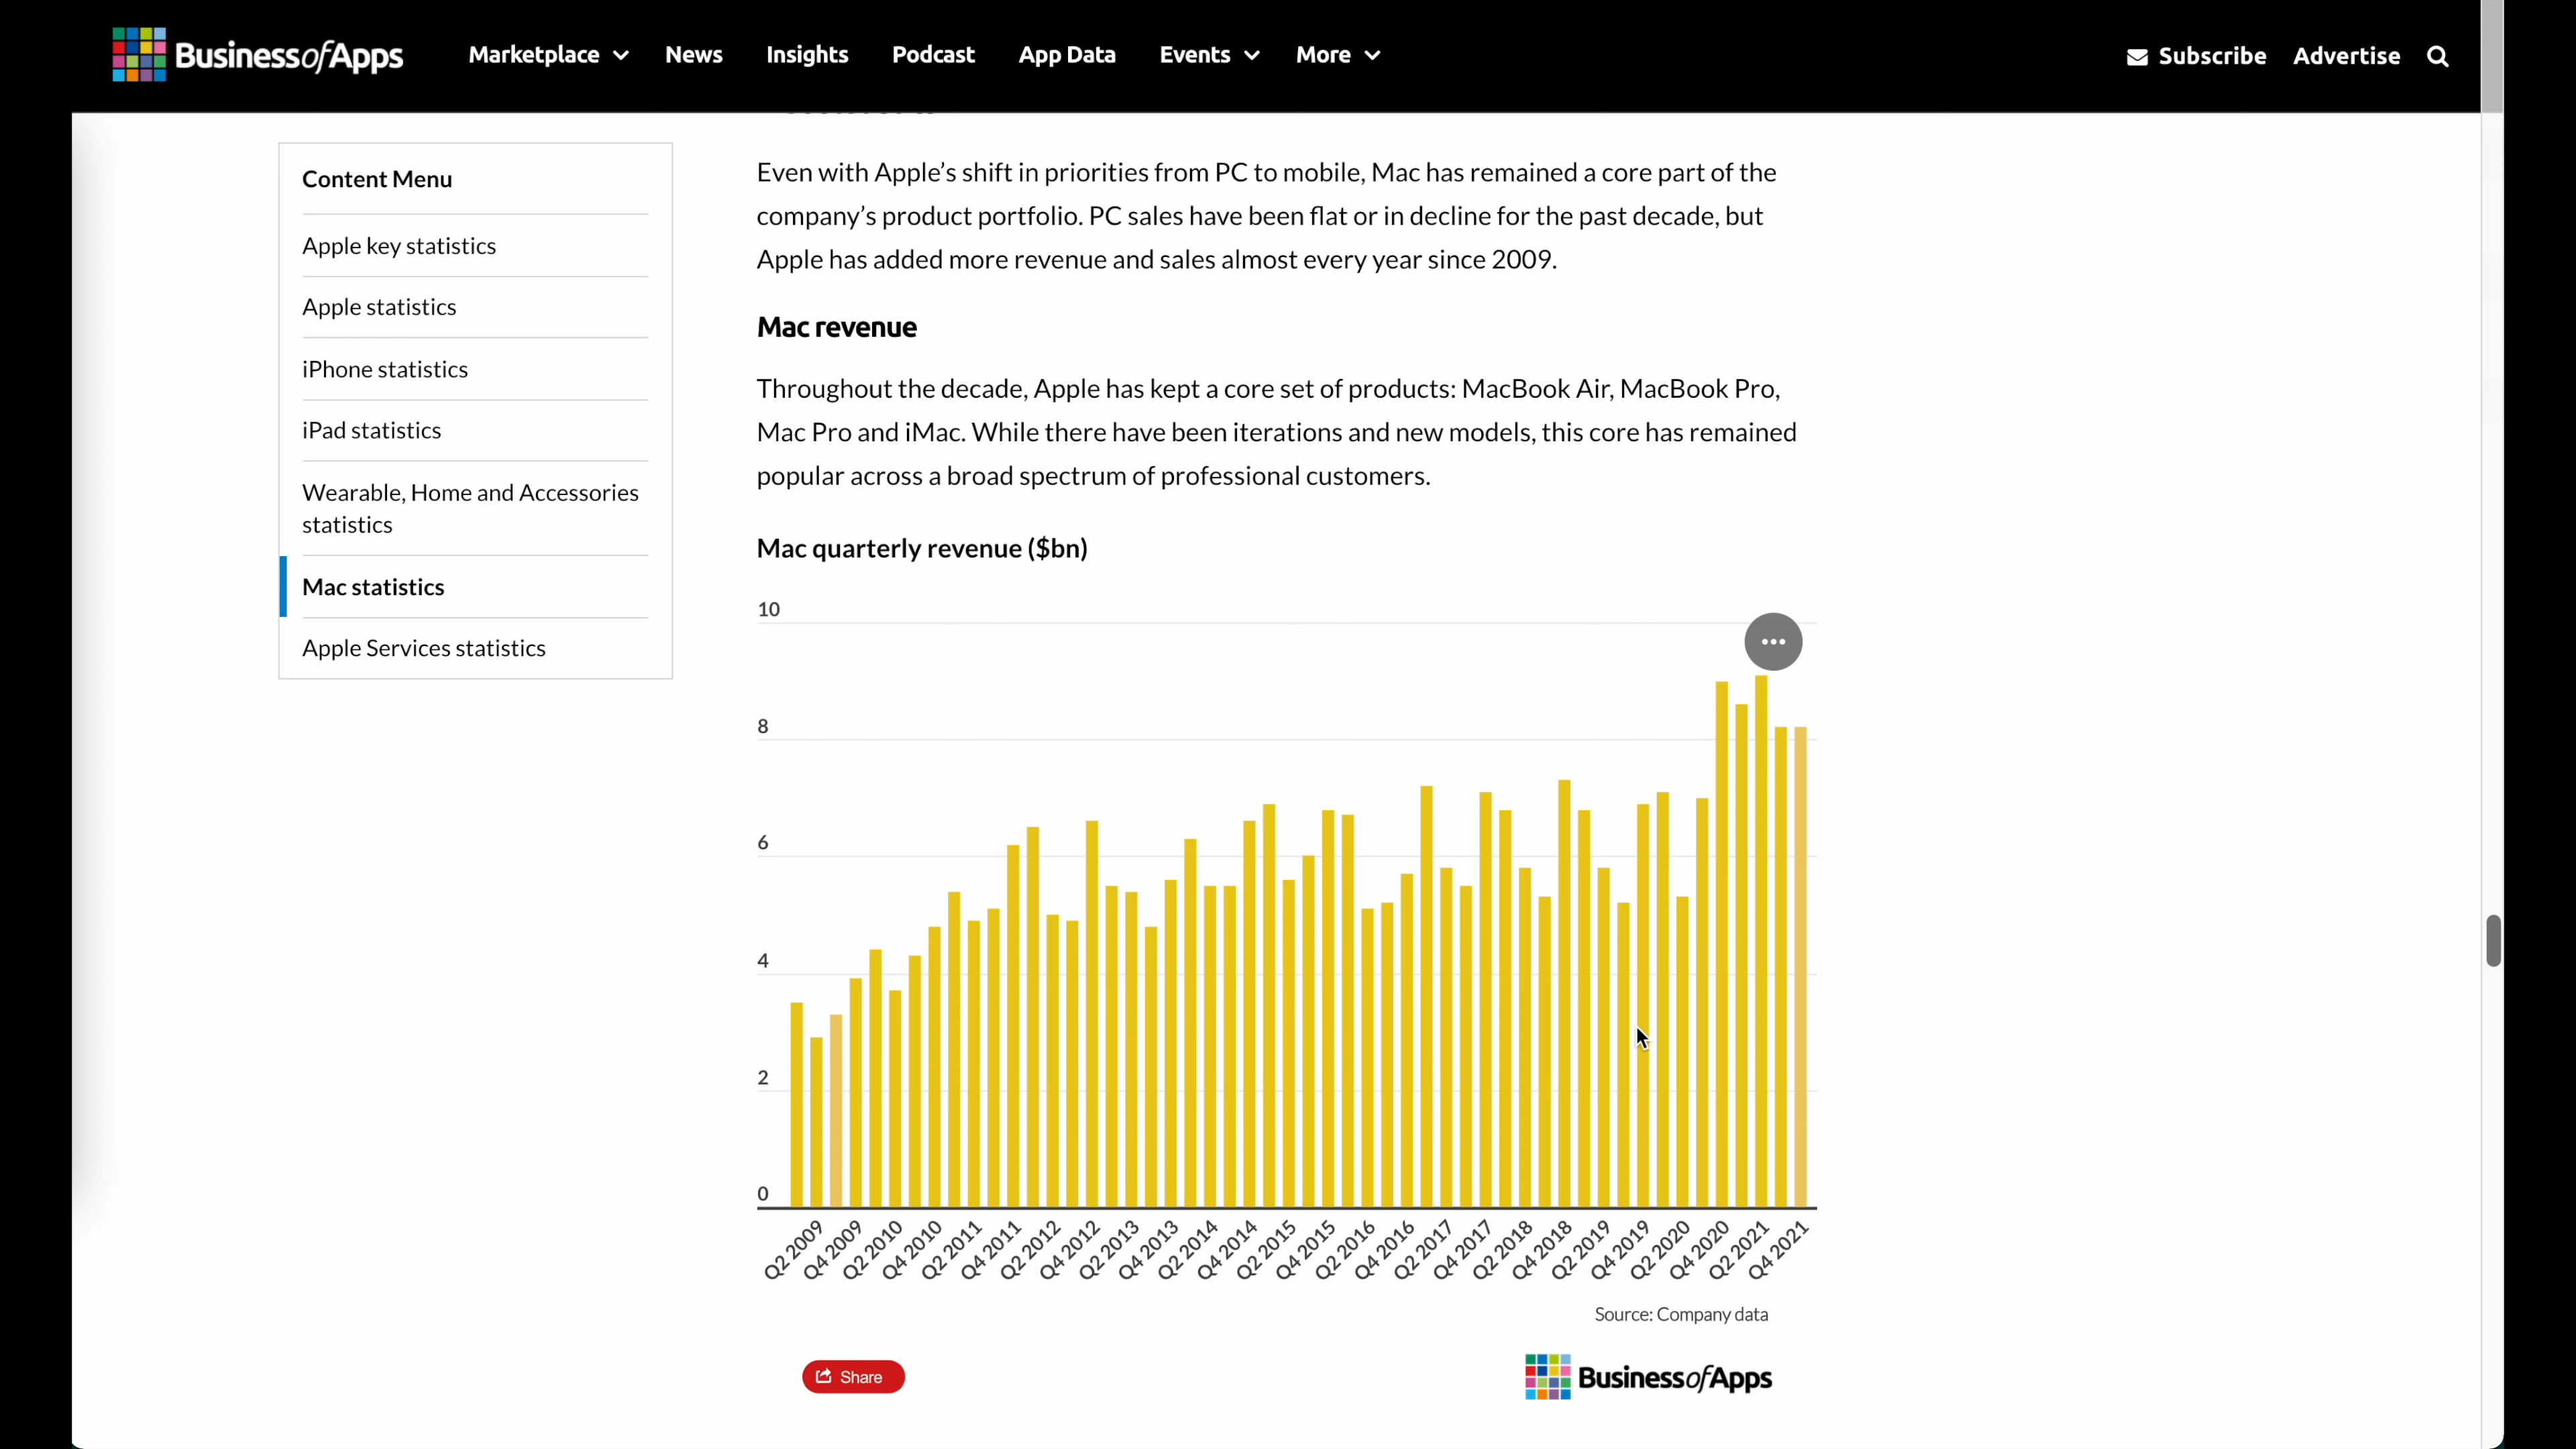 BusinessofApps
Marketplace
News
Insights
Podcast
App Data
Events
More
Subscribe
Advertise
Content Menu
Apple key statistics
Apple statistics
iPhone statistics
iPad statistics
Wearable, Home and Accessories
statistics
Mac statistics
Apple Services statistics
Even with Apple’s shift in priorities from PC to mobile, Mac has remained a core part of the
company’s product portfolio. PC sales have been flat or in decline for the past decade, but
Apple has added more revenue and sales almost every year since 2009.
Mac revenue
Throughout the decade, Apple has kept a core set of products: MacBook Air, MacBook Pro,
Mac Pro and iMac. While there have been iterations and new models, this core has remained
popular across a broad spectrum of professional customers.
Mac quarterly revenue ($bn)
10
8
6
4
2
0
Q2 2009
Q4 2009
Q2 2010
Q4 2010
Q2 2011
Q4 2011
Q2 2012
Q4 2012
Q2 2013
Q4 2013
Q2 2014
Q4 2014
Q2 2015
Q4 2015
Q2 2016
Q4 2016
Q2 2017
Q4 2017
Q2 2018
Q4 2018
Q2 2019
Q4 2019
Q2 2020
Q4 2020
Q2 2021
Q4 2021
Source: Company data
Share
BusinessofApps